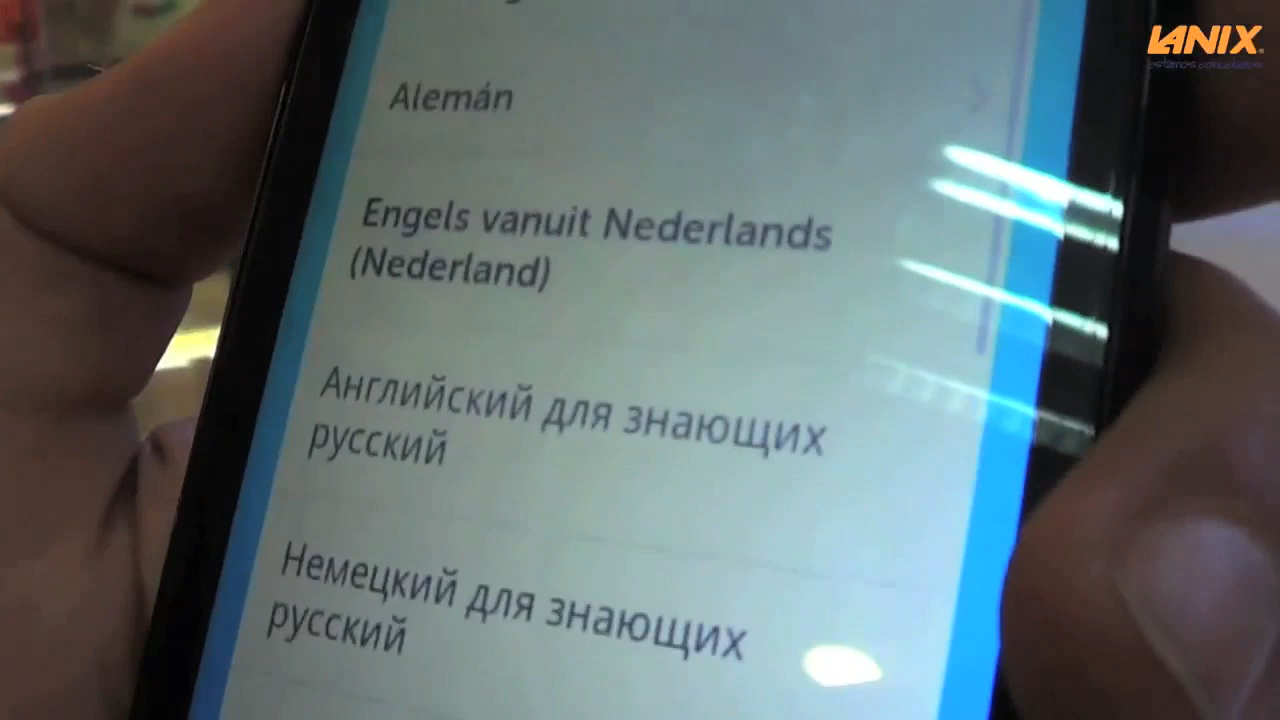 LANIX
Alemán
Engels vanuit Nederlands
(Nederland)
Английский для знающих
русский
Немецкий для знающих
русский